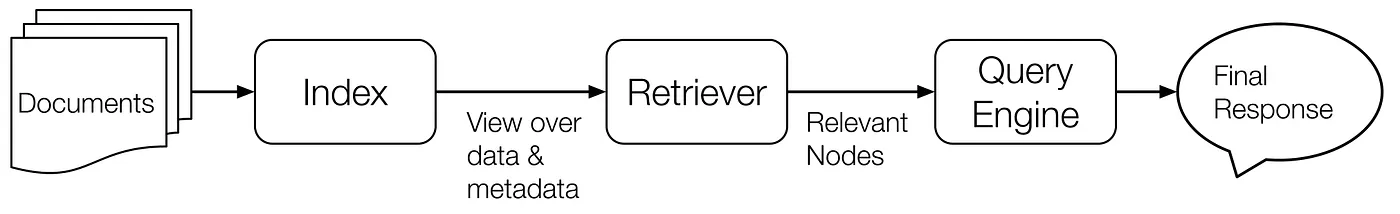 Documents
Index
View over
data &
metadata
Retriever
Relevant
Nodes
Query
Engine
Final
Response